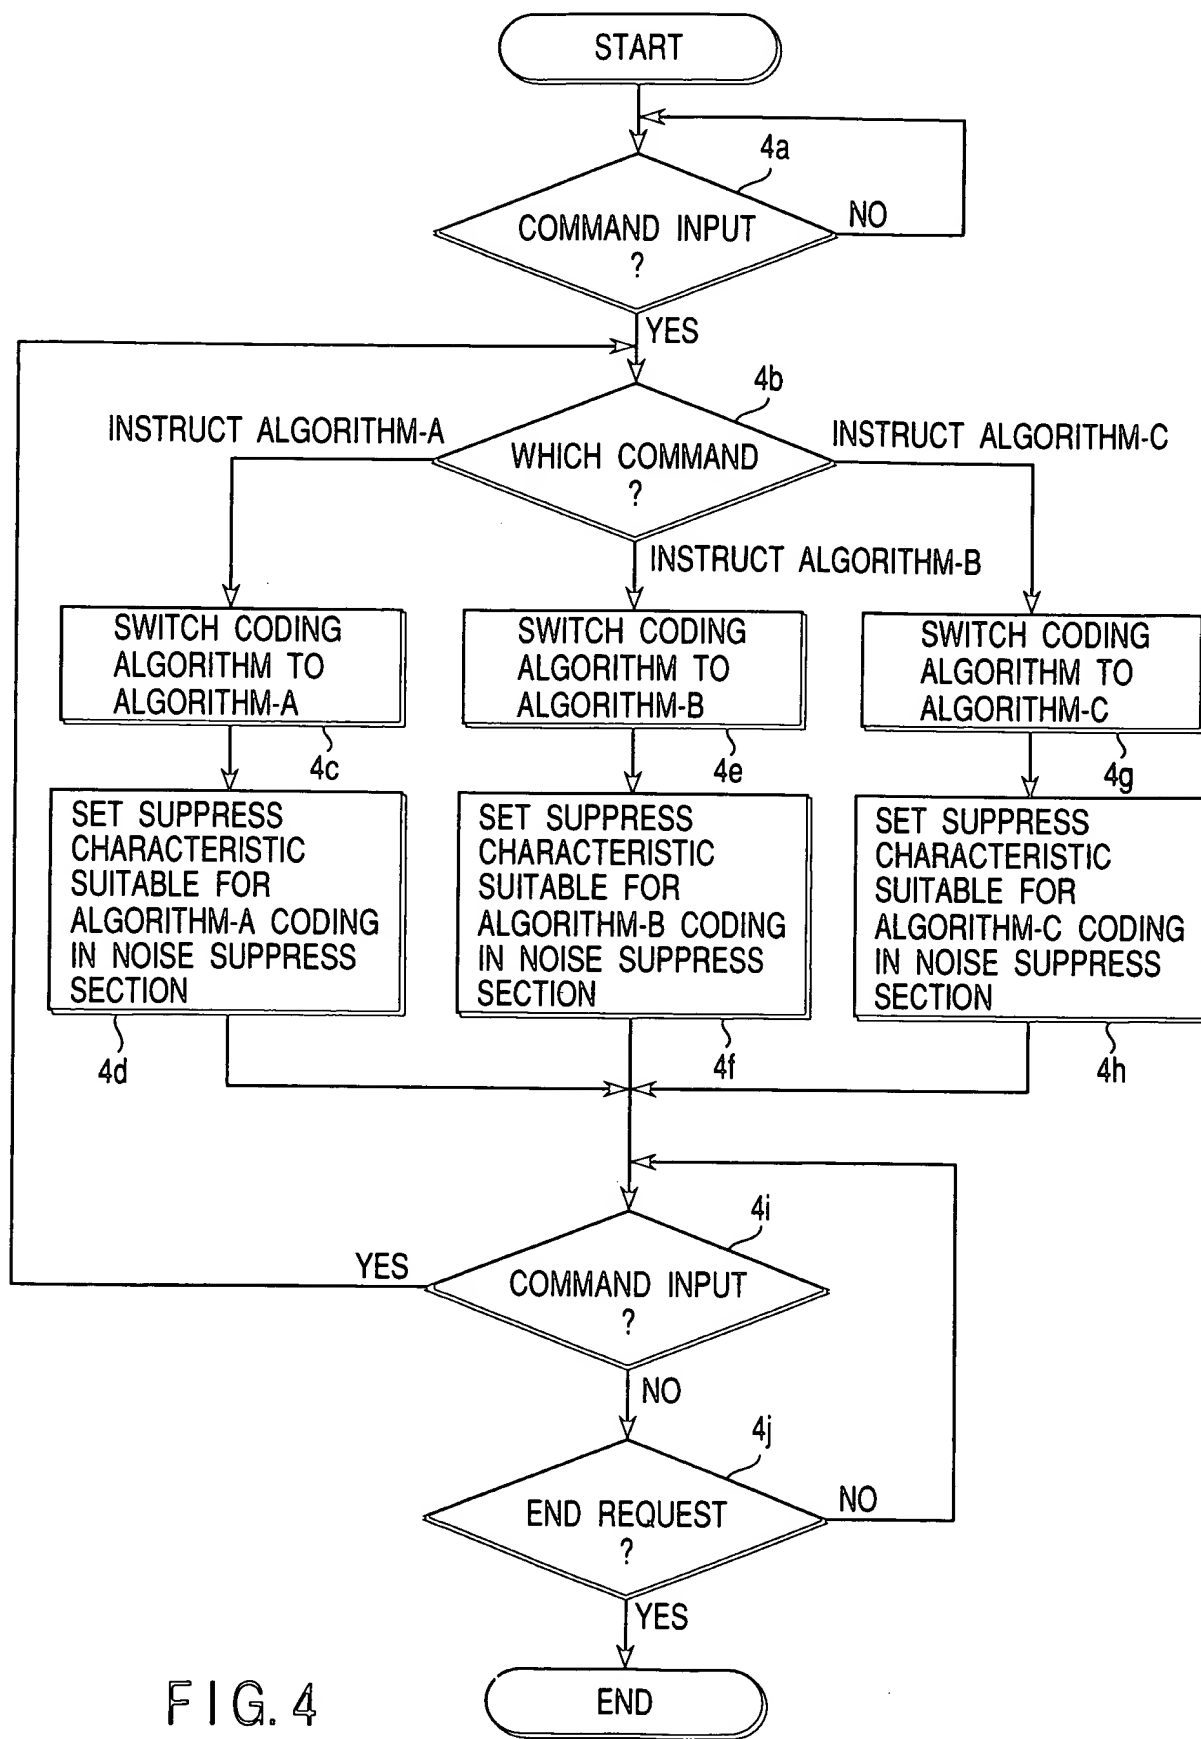 START
4a
COMMAND INPUT
?
NO
YES
4b
INSTRUCT ALGORITHM-A
INSTRUCT ALGORITHM-C
WHICH COMMAND
?
INSTRUCT ALGORITHM-B
SWITCH CODING
ALGORITHM TO
ALGORITHM-A
4c
SWITCH CODING
ALGORITHM TO
ALGORITHM-B
4e
SWITCH CODING
ALGORITHM TO
ALGORITHM-C
4g
SET SUPPRESS
CHARACTERISTIC
SUITABLE FOR
ALGORITHM-A CODING
IN NOISE SUPPRESS
SECTION
4d
SET SUPPRESS
CHARACTERISTIC
SUITABLE FOR
ALGORITHM-B CODING
IN NOISE SUPPRESS
SECTION
4f
SET SUPPRESS
CHARACTERISTIC
SUITABLE FOR
ALGORITHM-C CODING
IN NOISE SUPPRESS
SECTION
4h
4i
YES
COMMAND INPUT
?
NO
4j
END REQUEST
?
NO
YES
END
FIG. 4